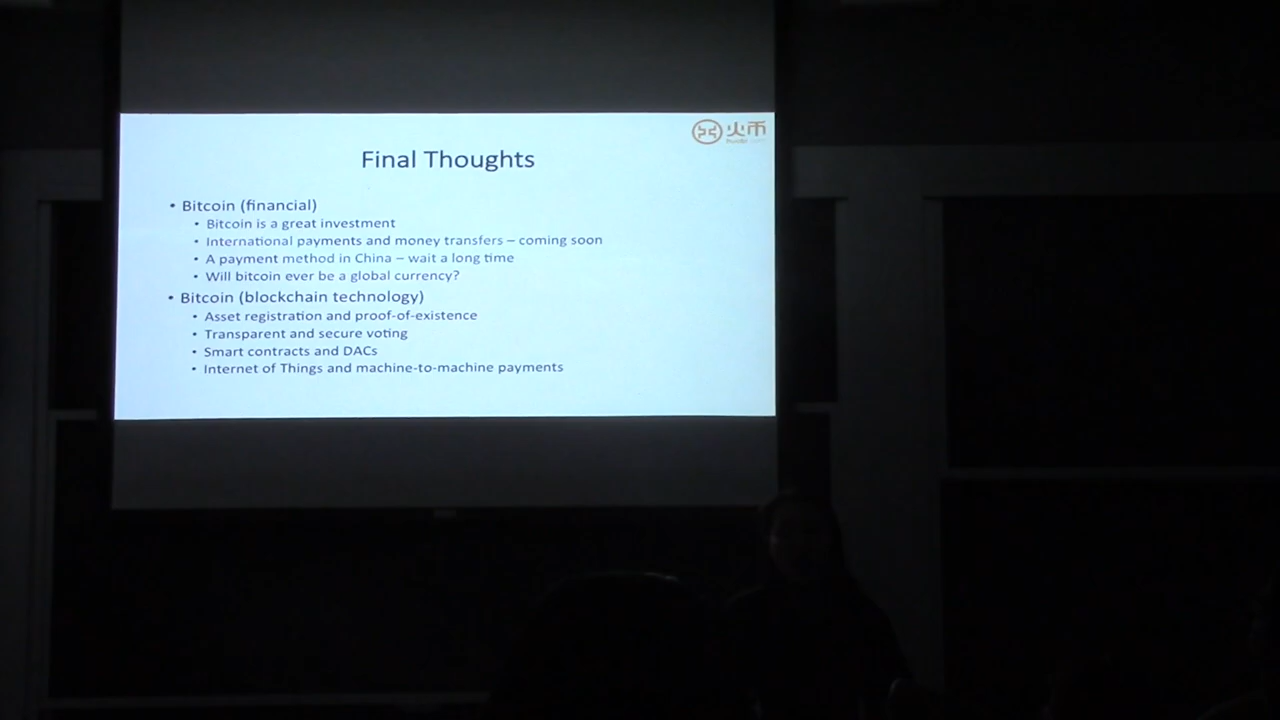 火币
Final Thoughts
• Bitcoin (financial)
• Bitcoin is a great investment
• International payments and money transfers – coming soon
• A payment method in China – wait a long time
• Will bitcoin ever be a global currency?
• Bitcoin (blockchain technology)
• Asset registration and proof-of-existence
• Transparent and secure voting
• Smart contracts and DACs
• Internet of Things and machine-to-machine payments